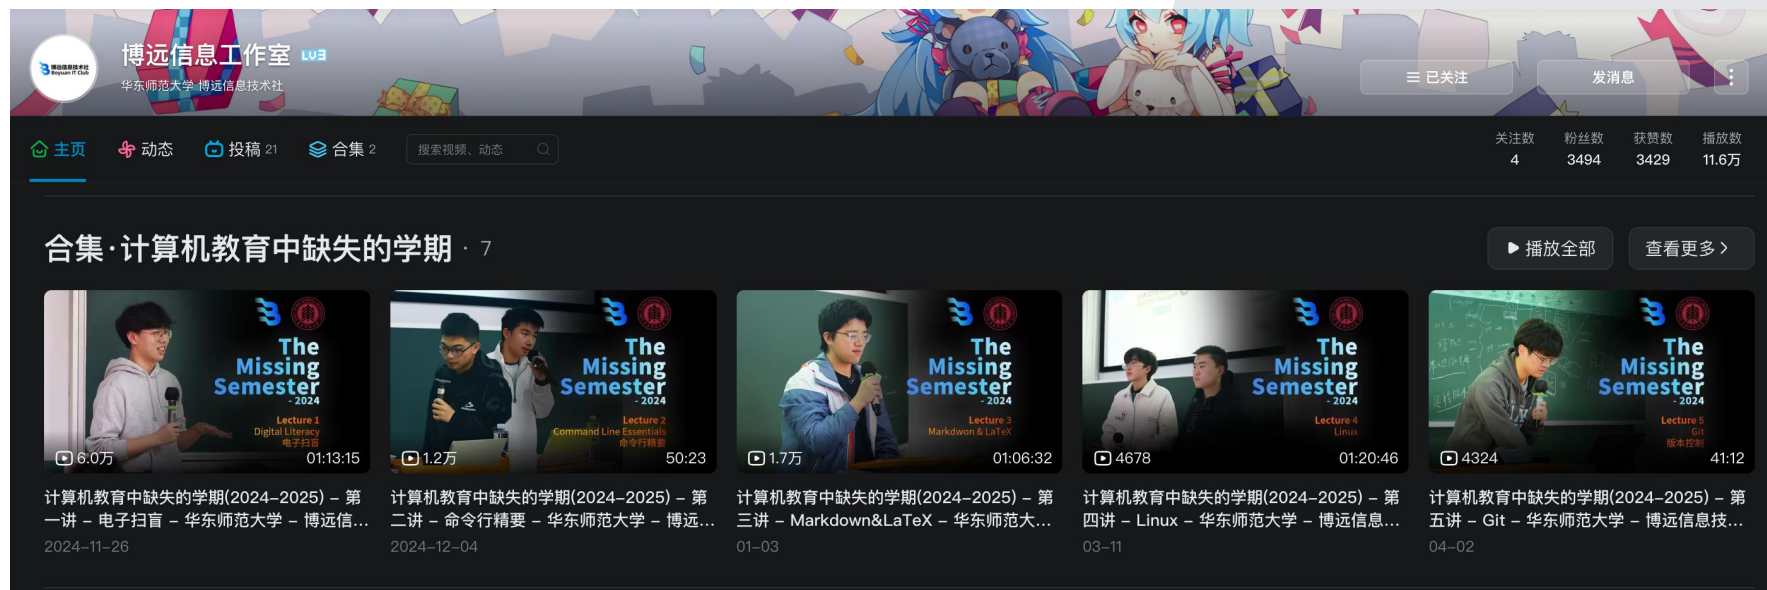 博远信息工作室 LV3
华东师范大学 博远信息技术社
博远信息技术社
Boyuan IT Club
已关注
发消息
主页
动态
投稿 21
合集 2
搜索视频、动态
关注数 粉丝数 获赞数 播放数
4 3494 3429 11.6万
合集·计算机教育中缺失的学期 · 7
播放全部
查看更多
The
Missing
Semester
- 2024
Lecture 1
Digital Literacy
电子扫盲
6.0万 01:13:15
计算机教育中缺失的学期(2024-2025) - 第
一讲 - 电子扫盲 - 华东师范大学 - 博远信...
2024-11-26
The
Missing
Semester
- 2024
Lecture 2
Command Line Essentials
命令行精要
1.2万 50:23
计算机教育中缺失的学期(2024-2025) - 第
二讲 - 命令行精要 - 华东师范大学 - 博远...
2024-12-04
The
Missing
Semester
- 2024
Lecture 3
Markdwon & LaTeX
1.7万 01:06:32
计算机教育中缺失的学期(2024-2025) - 第
三讲 - Markdown&LaTeX - 华东师范大...
01-03
The
Missing
Semester
- 2024
Lecture 4
Linux
4678 01:20:46
计算机教育中缺失的学期(2024-2025) - 第
四讲 - Linux - 华东师范大学 - 博远信息...
03-11
The
Missing
Semester
- 2024
Lecture 5
Git
版本控制
4324 41:12
计算机教育中缺失的学期(2024-2025) - 第
五讲 - Git - 华东师范大学 - 博远信息技...
04-02